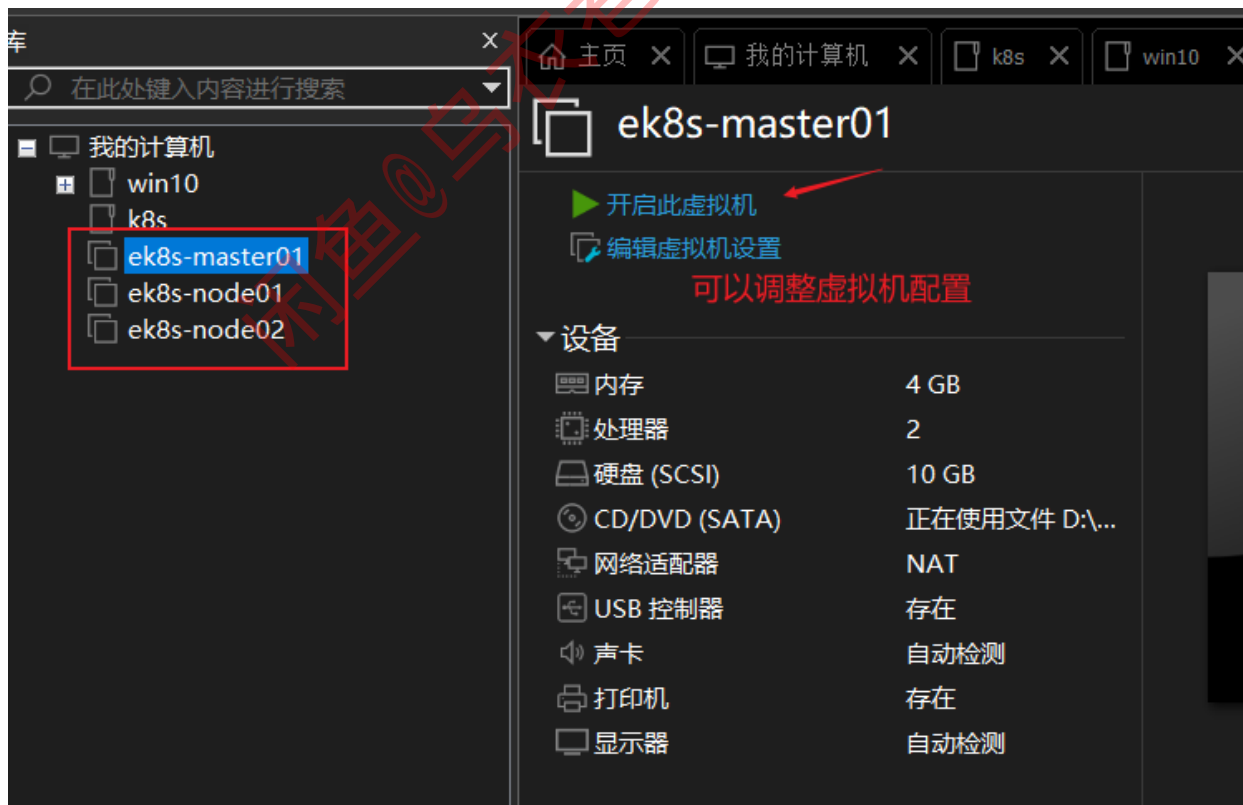 库
在此处键入内容进行搜索
我的计算机
win10
k8s
ek8s-master01
ek8s-node01
ek8s-node02
主页
我的计算机
k8s
win10
ek8s-master01
开启此虚拟机
编辑虚拟机设置
可以调整虚拟机配置
设备
内存 4 GB
处理器 2
硬盘 (SCSI) 10 GB
CD/DVD (SATA) 正在使用文件 D:\...
网络适配器 NAT
USB 控制器 存在
声卡 自动检测
打印机 存在
显示器 自动检测
闲鱼@乌衣